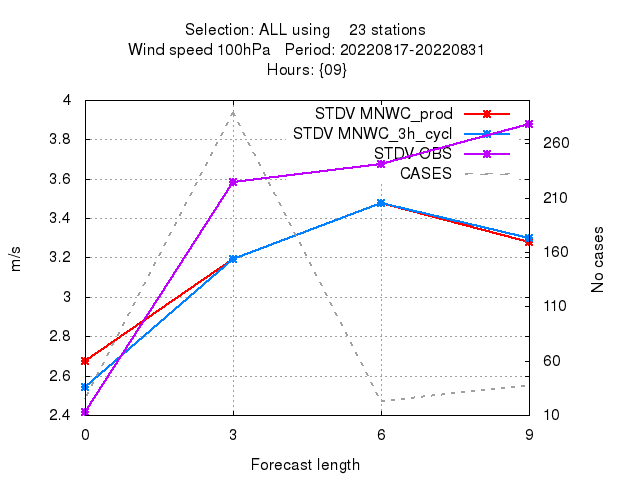 Selection: ALL using    23 stations
Wind speed 100hPa   Period: 20220817-20220831
Hours: {09}
STDV MNWC_prod
STDV MNWC_3h_cycl
STDV OBS
CASES
4
3.8
3.6
3.4
3.2
3
2.8
2.6
2.4
260
210
160
110
60
10
m/s
No cases
0 3 6 9
Forecast length